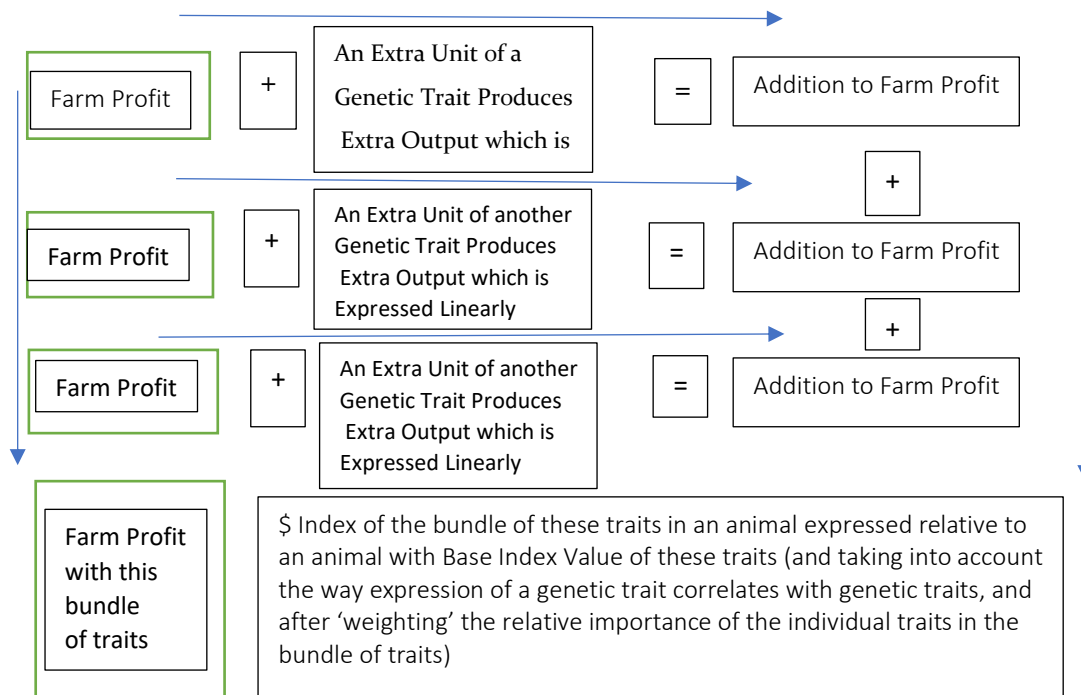 Farm Profit
+
An Extra Unit of a
Genetic Trait Produces
Extra Output which is
=
Addition to Farm Profit
+
Farm Profit
+
An Extra Unit of another
Genetic Trait Produces
Extra Output which is
Expressed Linearly
=
Addition to Farm Profit
+
Farm Profit
+
An Extra Unit of another
Genetic Trait Produces
Extra Output which is
Expressed Linearly
=
Addition to Farm Profit
Farm Profit
with this
bundle
of traits
$ Index of the bundle of these traits in an animal expressed relative to
an animal with Base Index Value of these traits (and taking into account
the way expression of a genetic trait correlates with genetic traits, and
after ‘weighting’ the relative importance of the individual traits in the
bundle of traits)